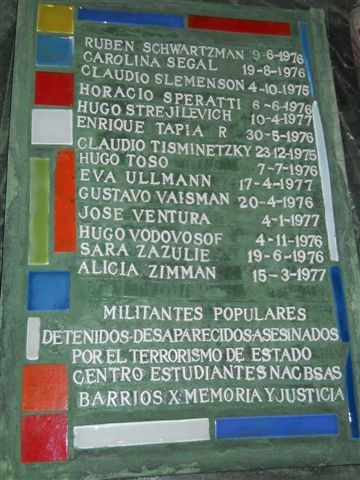 RUBEN SCHWARTZMAN 9-6-1976
CAROLINA SEGAL 19-8-1976
CLAUDIO SLEMENSON 4-10-1975
HORACIO SPERATTI 6-6-1976
HUGO STREJILEVICH 10-4-1977
ENRIQUE TAPIA R 30-5-1976
CLAUDIO TISMINETZKY 23-12-1975
HUGO TOSO 7-7-1976
EVA ULLMANN 17-4-1977
GUSTAVO VAISMAN 20-4-1976
JOSE VENTURA 4-1-1977
HUGO VODOVOSOF 4-11-1976
SARA ZAZULIE 19-6-1976
ALICIA ZIMMAN 15-3-1977
MILITANTES POPULARES
DETENIDOS-DESAPARECIDOS-ASESINADOS
POR EL TERRORISMO DE ESTADO
CENTRO ESTUDIANTES NAC BSAS
BARRIOS X MEMORIA Y JUSTICIA